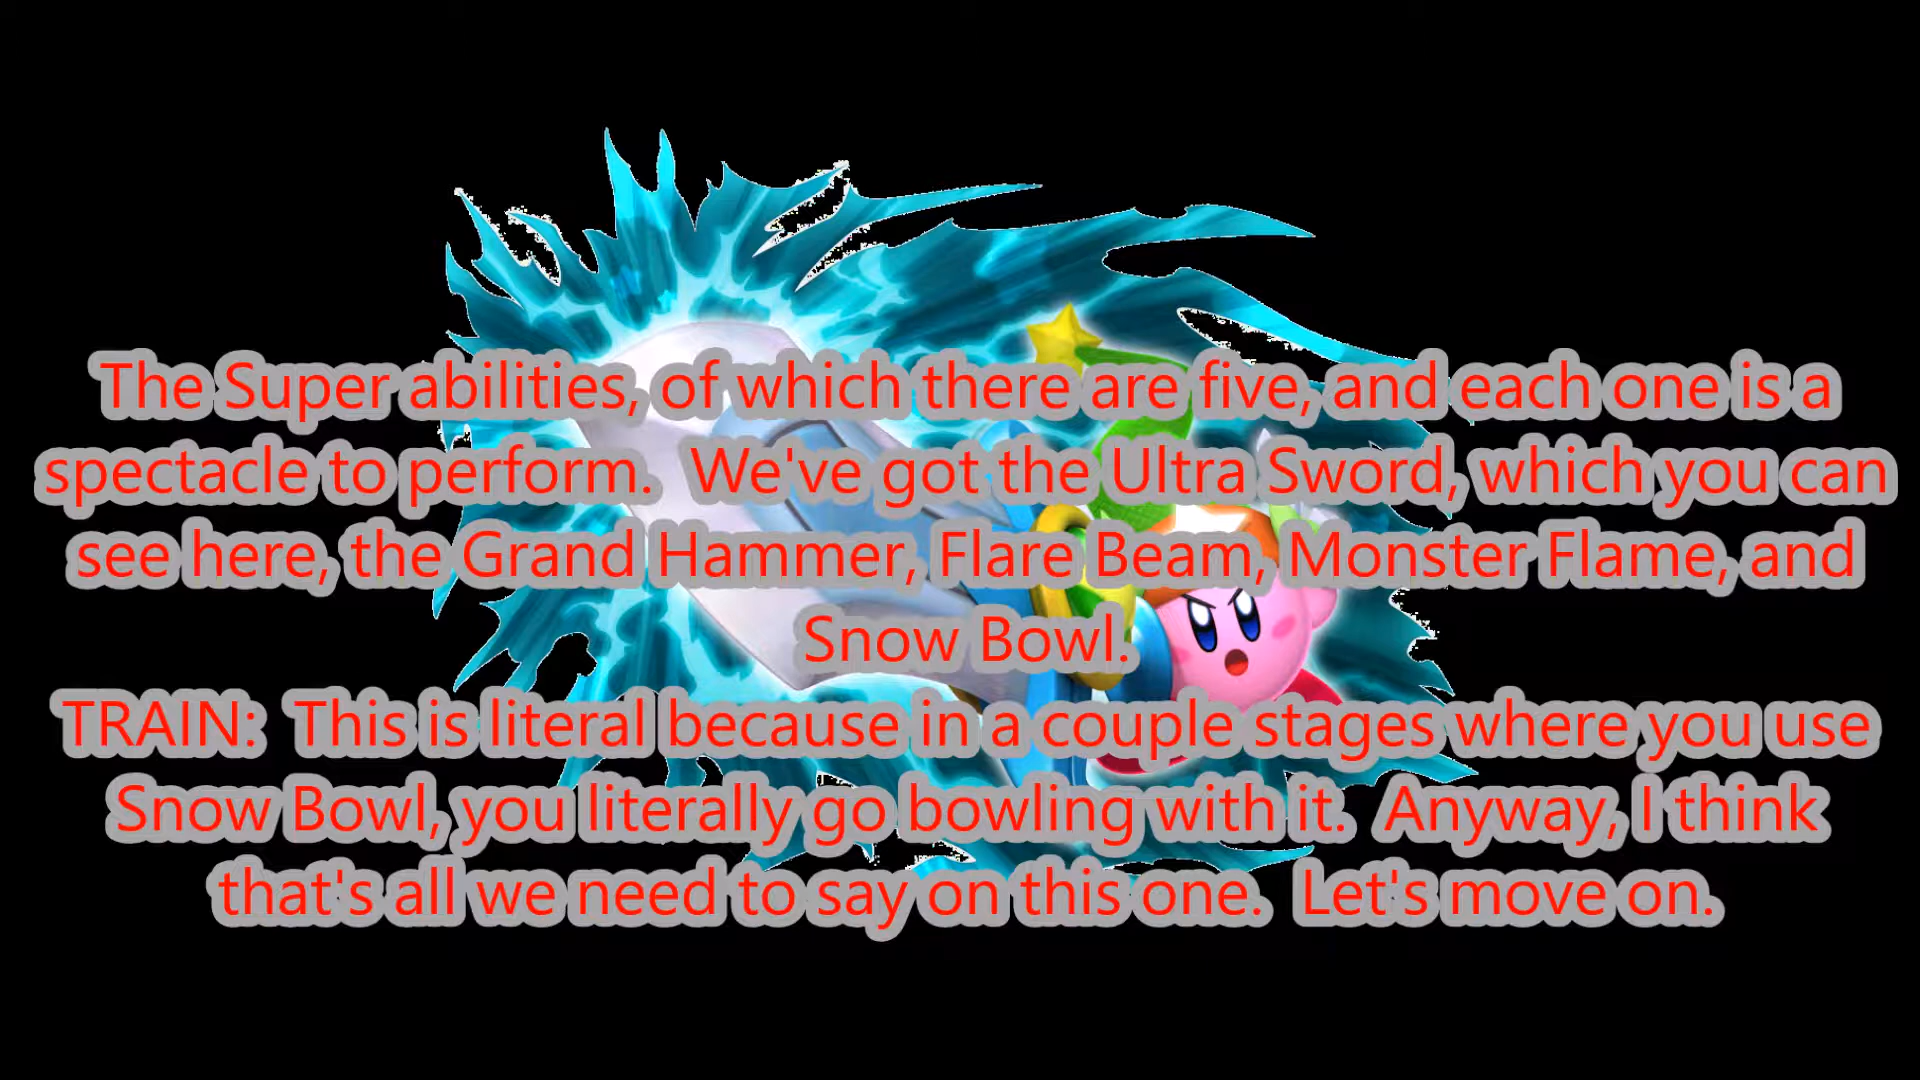 The Super abilities, of which there are five, and each one is a
spectacle to perform.  We've got the Ultra Sword, which you can
see here, the Grand Hammer, Flare Beam, Monster Flame, and
Snow Bowl.
TRAIN:  This is literal because in a couple stages where you use
Snow Bowl, you literally go bowling with it.  Anyway, I think
that's all we need to say on this one.  Let's move on.